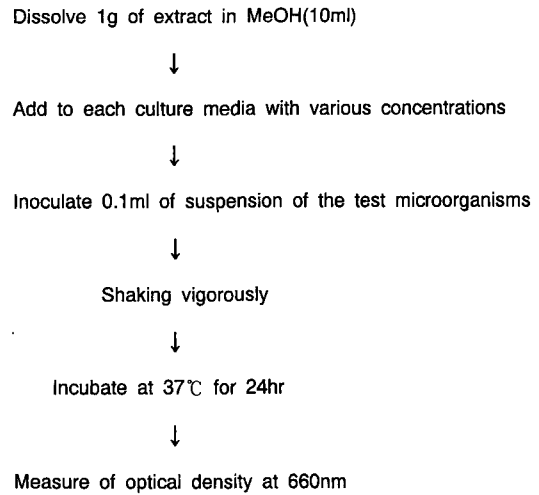 Dissolve 1g of extract in MeOH(10ml)
↓
Add to each culture media with various concentrations
↓
Inoculate 0.1ml of suspension of the test microorganisms
↓
Shaking vigorously
↓
Incubate at 37℃ for 24hr
↓
Measure of optical density at 660nm